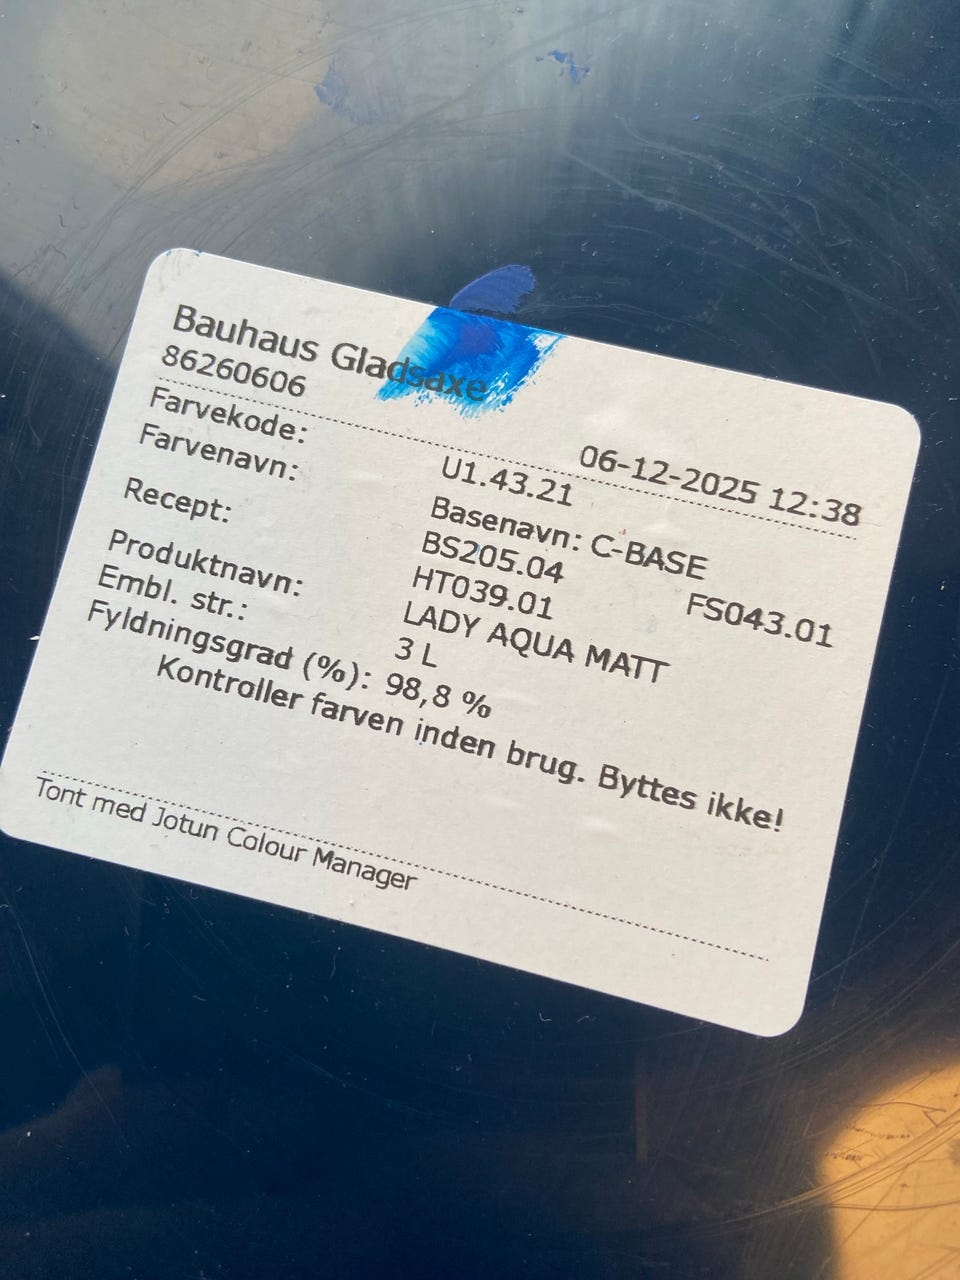 Bauhaus Gladsaxe
86260606
06-12-2025 12:38
Farvekode: U1.43.21
Farvenavn:
Basenavn: C-BASE
Recept: BS205.04 FS043.01
HT039.01
Produktnavn: LADY AQUA MATT
Embl. str.: 3 L
Fyldningsgrad (%): 98,8 %
Kontroller farven inden brug. Byttes ikke!
Tont med Jotun Colour Manager